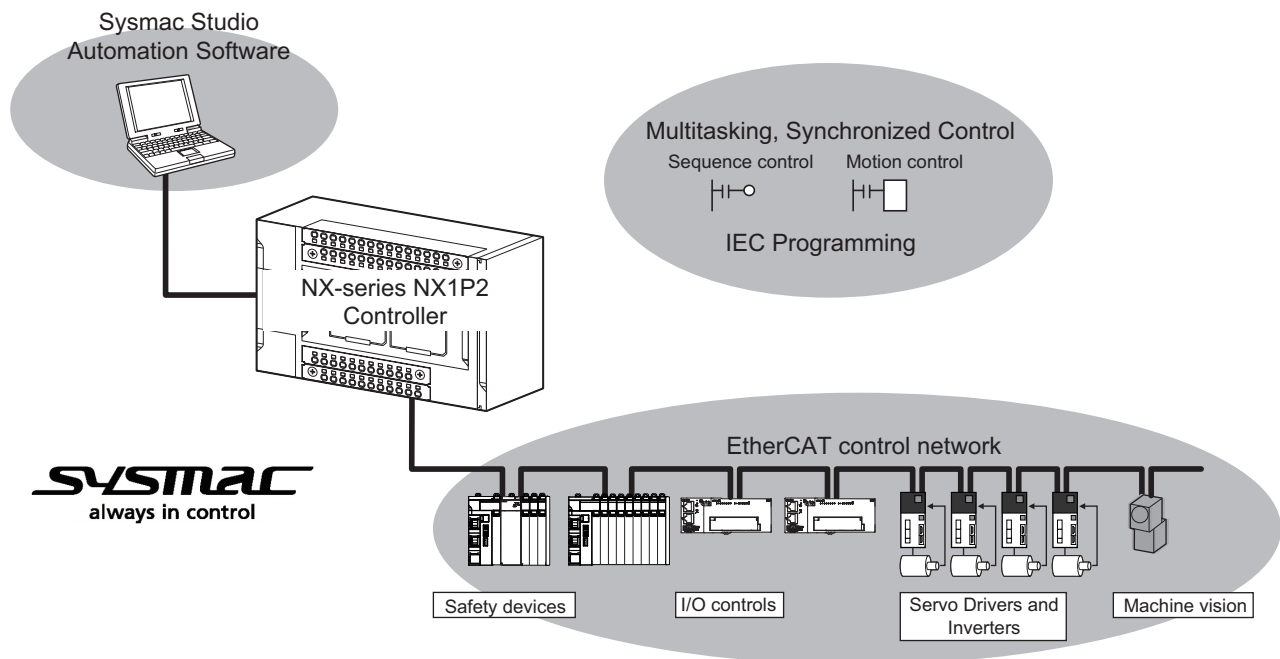 Sysmac Studio
Automation Software
Multitasking, Synchronized Control
Sequence control
Motion control
IEC Programming
NX-series NX1P2
Controller
EtherCAT control network
sysmac
always in control
Safety devices
I/O controls
Servo Drivers and
Inverters
Machine vision